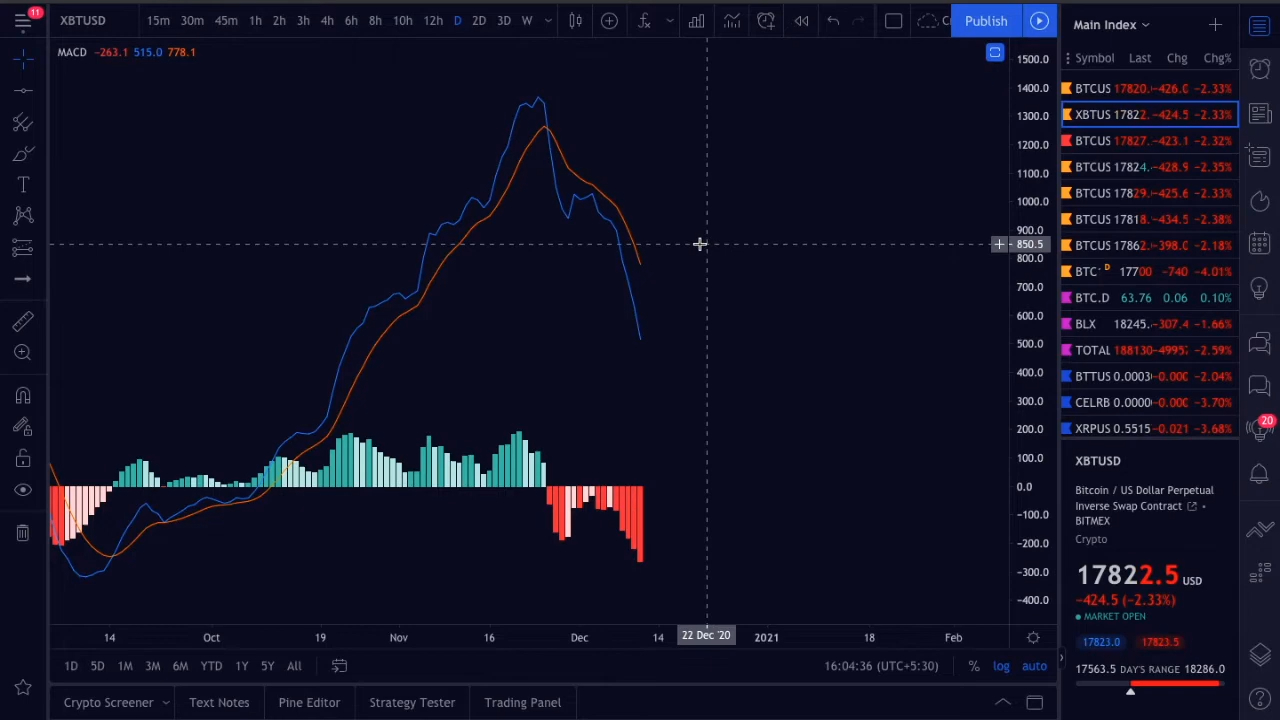 11
XBTUSD 15m 30m 45m 1h 2h 3h 4h 6h 8h 10h 12h D 2D 3D W Publish
MACD −263.1 515.0 778.1
1500.0
1400.0
1300.0
1200.0
1100.0
1000.0
900.0
850.5
800.0
700.0
600.0
500.0
400.0
300.0
200.0
100.0
0.0
−100.0
−200.0
−300.0
−400.0
14 Oct 19 Nov 16 Dec 14 22 Dec '20 2021 18 Feb
1D 5D 1M 3M 6M YTD 1Y 5Y All 16:04:36 (UTC+5:30) % log auto
Crypto Screener Text Notes Pine Editor Strategy Tester Trading Panel
Main Index
Symbol Last Chg Chg%
BTCUS 17820. −426.0 −2.33%
XBTUS 17822. −424.5 −2.33%
BTCUS 17827. −423.1 −2.32%
BTCUS 17824. −428.9 −2.35%
BTCUS 17829. −425.6 −2.33%
BTCUS 17818. −434.5 −2.38%
BTCUS 17862. −398.0 −2.18%
BTC D 17700 −740 −4.01%
BTC.D 63.76 0.06 0.10%
BLX 18245. −307.4 −1.66%
TOTAL 188130 −4995 −2.59%
BTTUS 0.0003 −0.000 −2.04%
CELRB 0.0000 −0.000 −3.70%
XRPUS 0.5515 −0.021 −3.68%
20
XBTUSD
Bitcoin / US Dollar Perpetual
Inverse Swap Contract •
BITMEX
Crypto
17822.5 USD
−424.5 (−2.33%)
MARKET OPEN
17823.0 17823.5
17563.5 DAY'S RANGE 18286.0